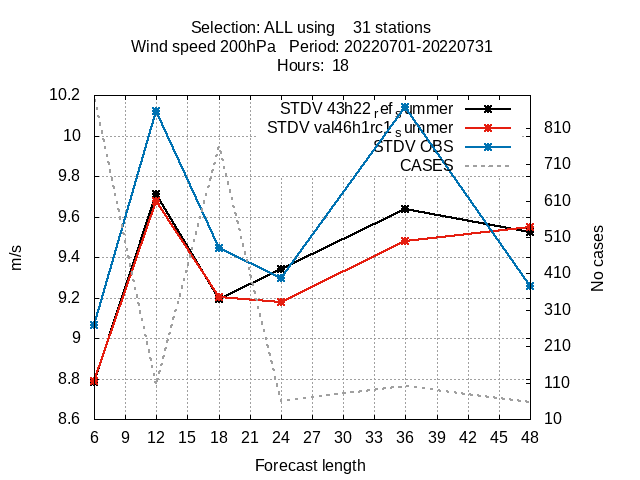 Selection: ALL using    31 stations
Wind speed 200hPa   Period: 20220701-20220731
Hours:  18
STDV 43h22_ref_summer
STDV val46h1rc1_summer
STDV OBS
CASES
10.2
10
9.8
9.6
9.4
9.2
9
8.8
8.6
m/s
810
710
610
510
410
310
210
110
10
No cases
6 9 12 15 18 21 24 27 30 33 36 39 42 45 48
Forecast length